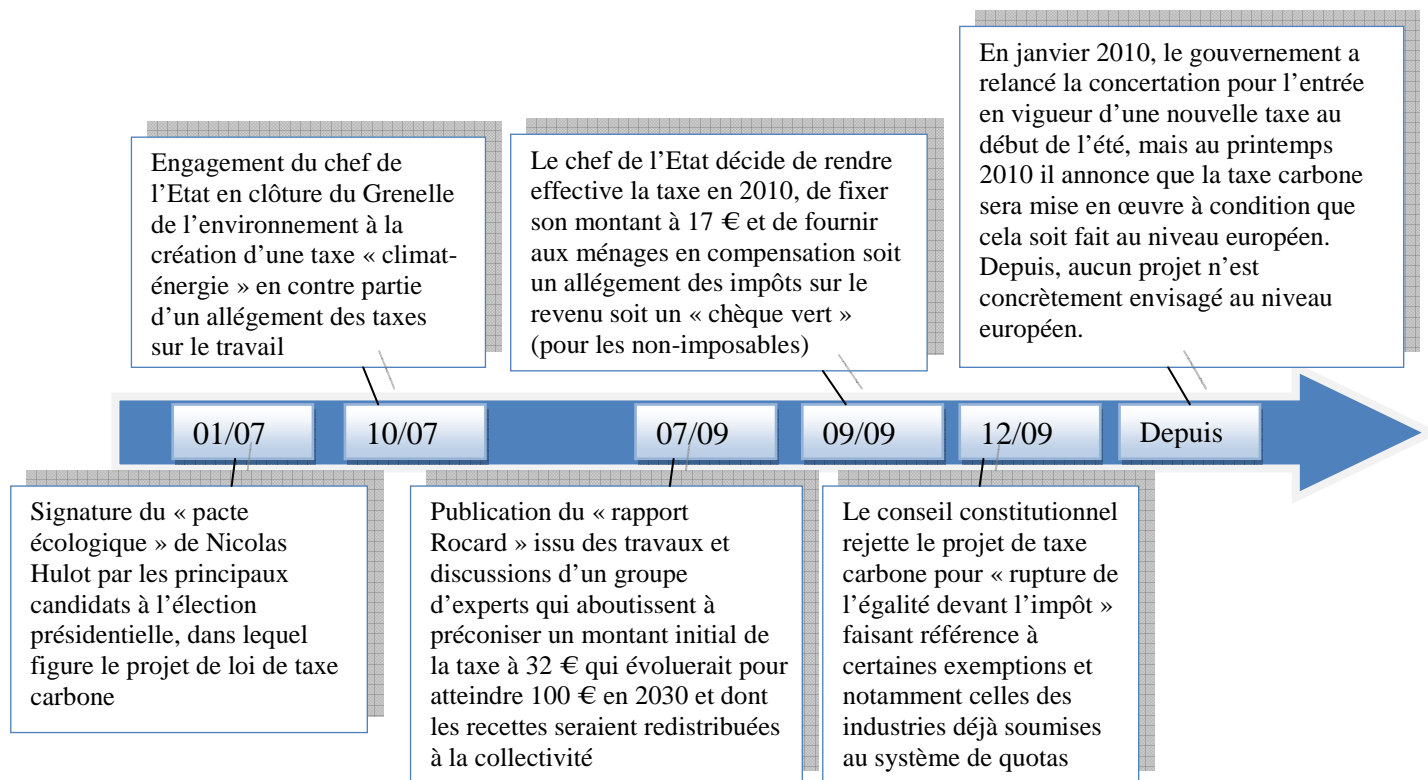 En janvier 2010, le gouvernement a
relancé la concertation pour l’entrée
en vigueur d’une nouvelle taxe au
début de l’été, mais au printemps
2010 il annonce que la taxe carbone
sera mise en œuvre à condition que
cela soit fait au niveau européen.
Depuis, aucun projet n’est
concrètement envisagé au niveau
européen.
Engagement du chef de
l’Etat en clôture du Grenelle
de l’environnement à la
création d’une taxe « climat-
énergie » en contre partie
d’un allégement des taxes
sur le travail
Le chef de l’Etat décide de rendre
effective la taxe en 2010, de fixer
son montant à 17 € et de fournir
aux ménages en compensation soit
un allégement des impôts sur le
revenu soit un « chèque vert »
(pour les non-imposables)
01/07
10/07
07/09
09/09
12/09
Depuis
Signature du « pacte
écologique » de Nicolas
Hulot par les principaux
candidats à l’élection
présidentielle, dans lequel
figure le projet de loi de taxe
carbone
Publication du « rapport
Rocard » issu des travaux et
discussions d’un groupe
d’experts qui aboutissent à
préconiser un montant initial de
la taxe à 32 € qui évoluerait pour
atteindre 100 € en 2030 et dont
les recettes seraient redistribuées
à la collectivité
Le conseil constitutionnel
rejette le projet de taxe
carbone pour « rupture de
l’égalité devant l’impôt »
faisant référence à
certaines exemptions et
notamment celles des
industries déjà soumises
au système de quotas